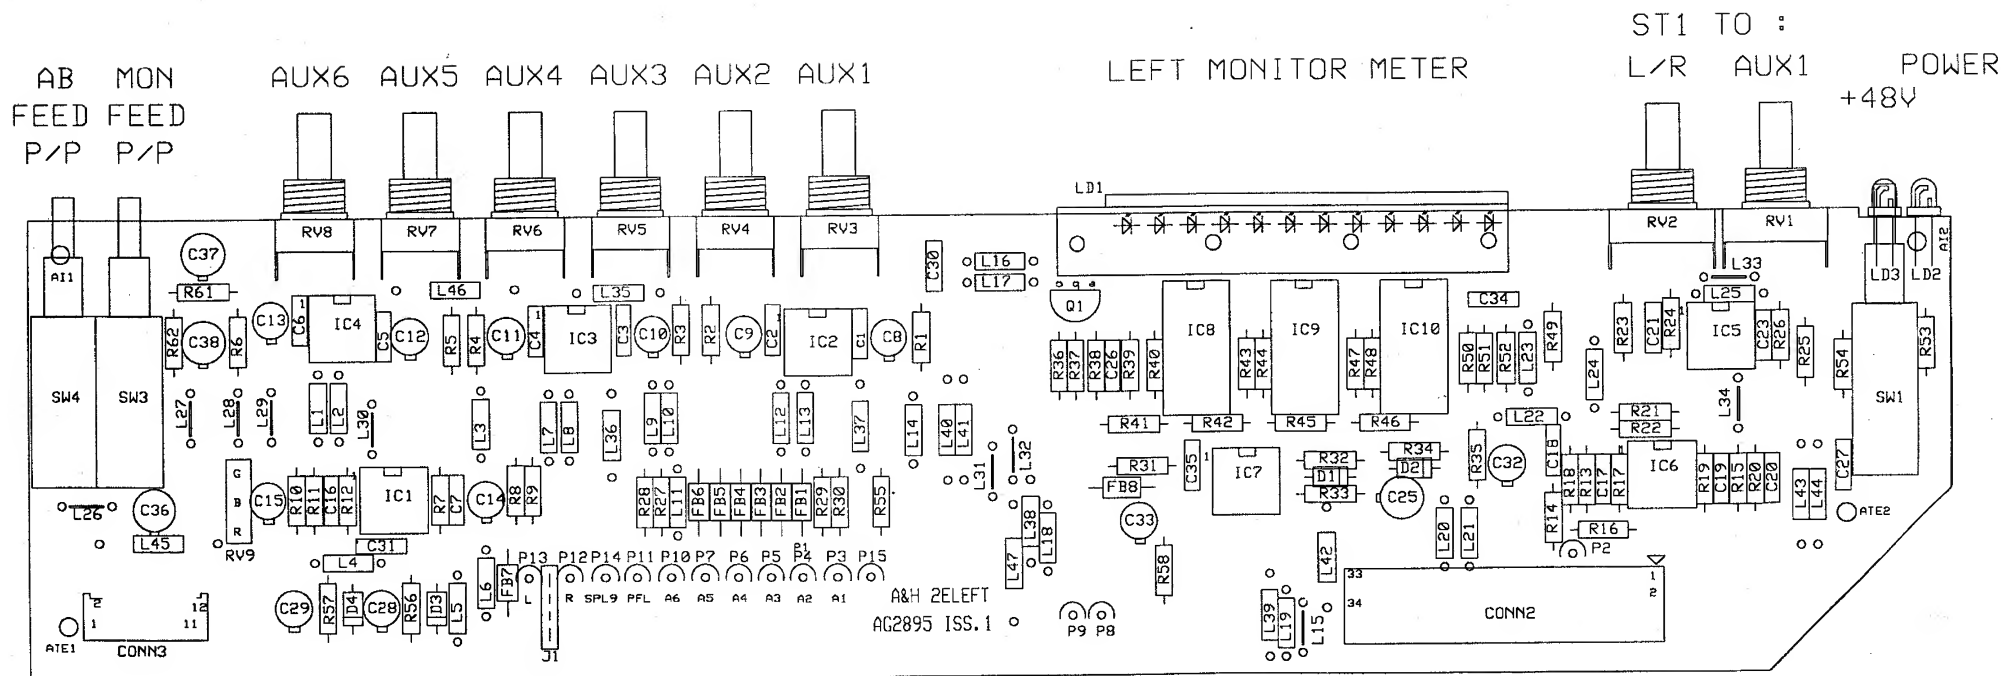 ST1 TO :
AB MON AUX6 AUX5 AUX4 AUX3 AUX2 AUX1 LEFT MONITOR METER L/R AUX1 POWER
FEED FEED +48V
P/P P/P
LD1
RV8 RV7 RV6 RV5 RV4 RV3 RV2 RV1
C37 C30 L16 L33 AI2
AI1 L17 LD3 LD2
R61 L46 L35 Q1 C34 L25
R62 C38 R6 C13 C6 1 IC4 C5 C12 R5 R4 C11 C4 1 IC3 C3 C10 R3 R2 C9 C2 1 IC2 C1 C8 R1
IC8 IC9 IC10 R49 R23 C21 R24 1 IC5 C23 R26 R25 R54 R53
R36 R37 R38 C26 R39 R40 R43 R44 R47 R48 R50 R51 R52 L23 L24
SW4 SW3 L27 L28 L29 L1 L2 L30 L3 L7 L8 L36 L9 L10 L12 L13 L37 L14 L40 L41 L34 SW1
R41 R42 R45 R46 L22 R21
R22
L31 L32 R31 C35 1 IC7 R32 R34 R35 C32 C18 IC6 C27
G FB8 D1 D2
B R33 C25
R
RV9
L26 C36 C15 R10 R11 C16 R12 IC1 R7 C7 C14 R8 R9 R28 R27 L11 FB6 FB5 FB4 FB3 FB2 FB1 R29 R30 R55
R18 R13 C17 R17 R19 C19 R15 R20 C20 L43 L44 ATE2
L45 C31 L38 L18 C33 L20 L21 R14 R16
L4 L47 R58 L42 P2
P1
P13 P12 P14 P11 P10 P7 P6 P5 P4 P3 P15
L R SPL9 PFL A6 A5 A4 A3 A2 A1
C29 R57 D4 C28 R56 D3 L5 L6 FB7 J1
A&H 2ELEFT
AG2895 ISS.1
P9 P8
L39 L19 L15
33 1
34 2
CONN2
2 12
1 11
ATE1 CONN3